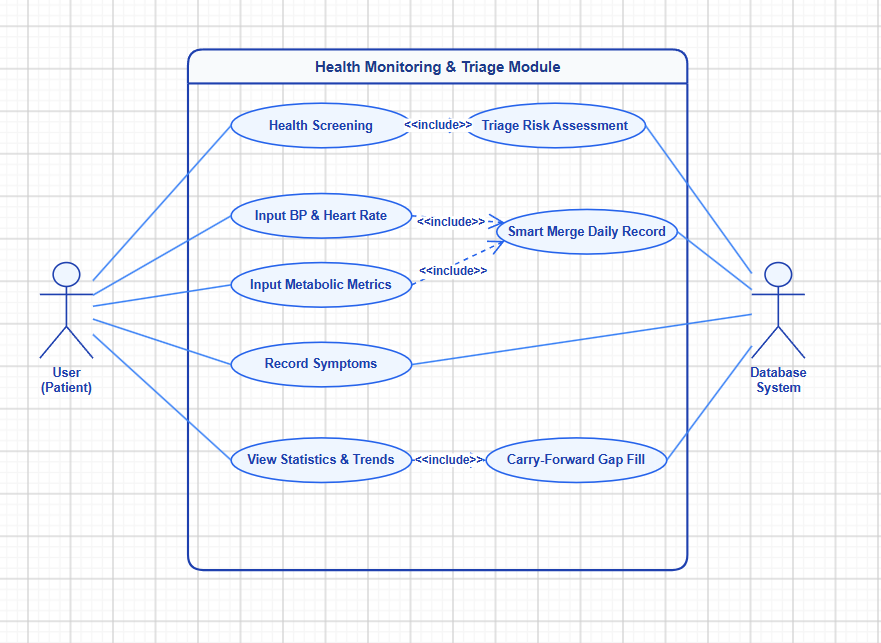 Health Monitoring & Triage Module
Health Screening
<<include>>
Triage Risk Assessment
Input BP & Heart Rate
<<include>>
Smart Merge Daily Record
Input Metabolic Metrics
<<include>>
Record Symptoms
User
(Patient)
Database
System
View Statistics & Trends
<<include>>
Carry-Forward Gap Fill